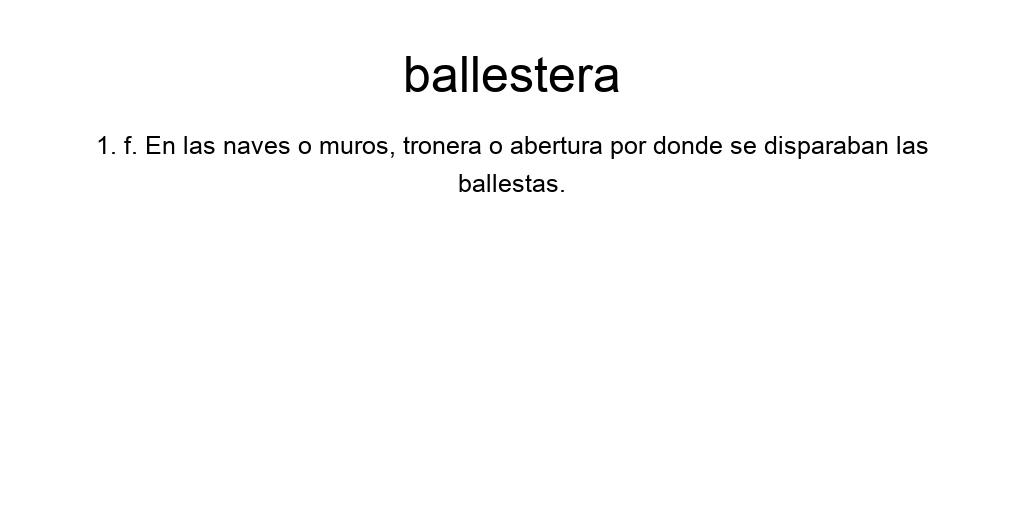 ballestera
1. f. En las naves o muros, tronera o abertura por donde se disparaban las
ballestas.